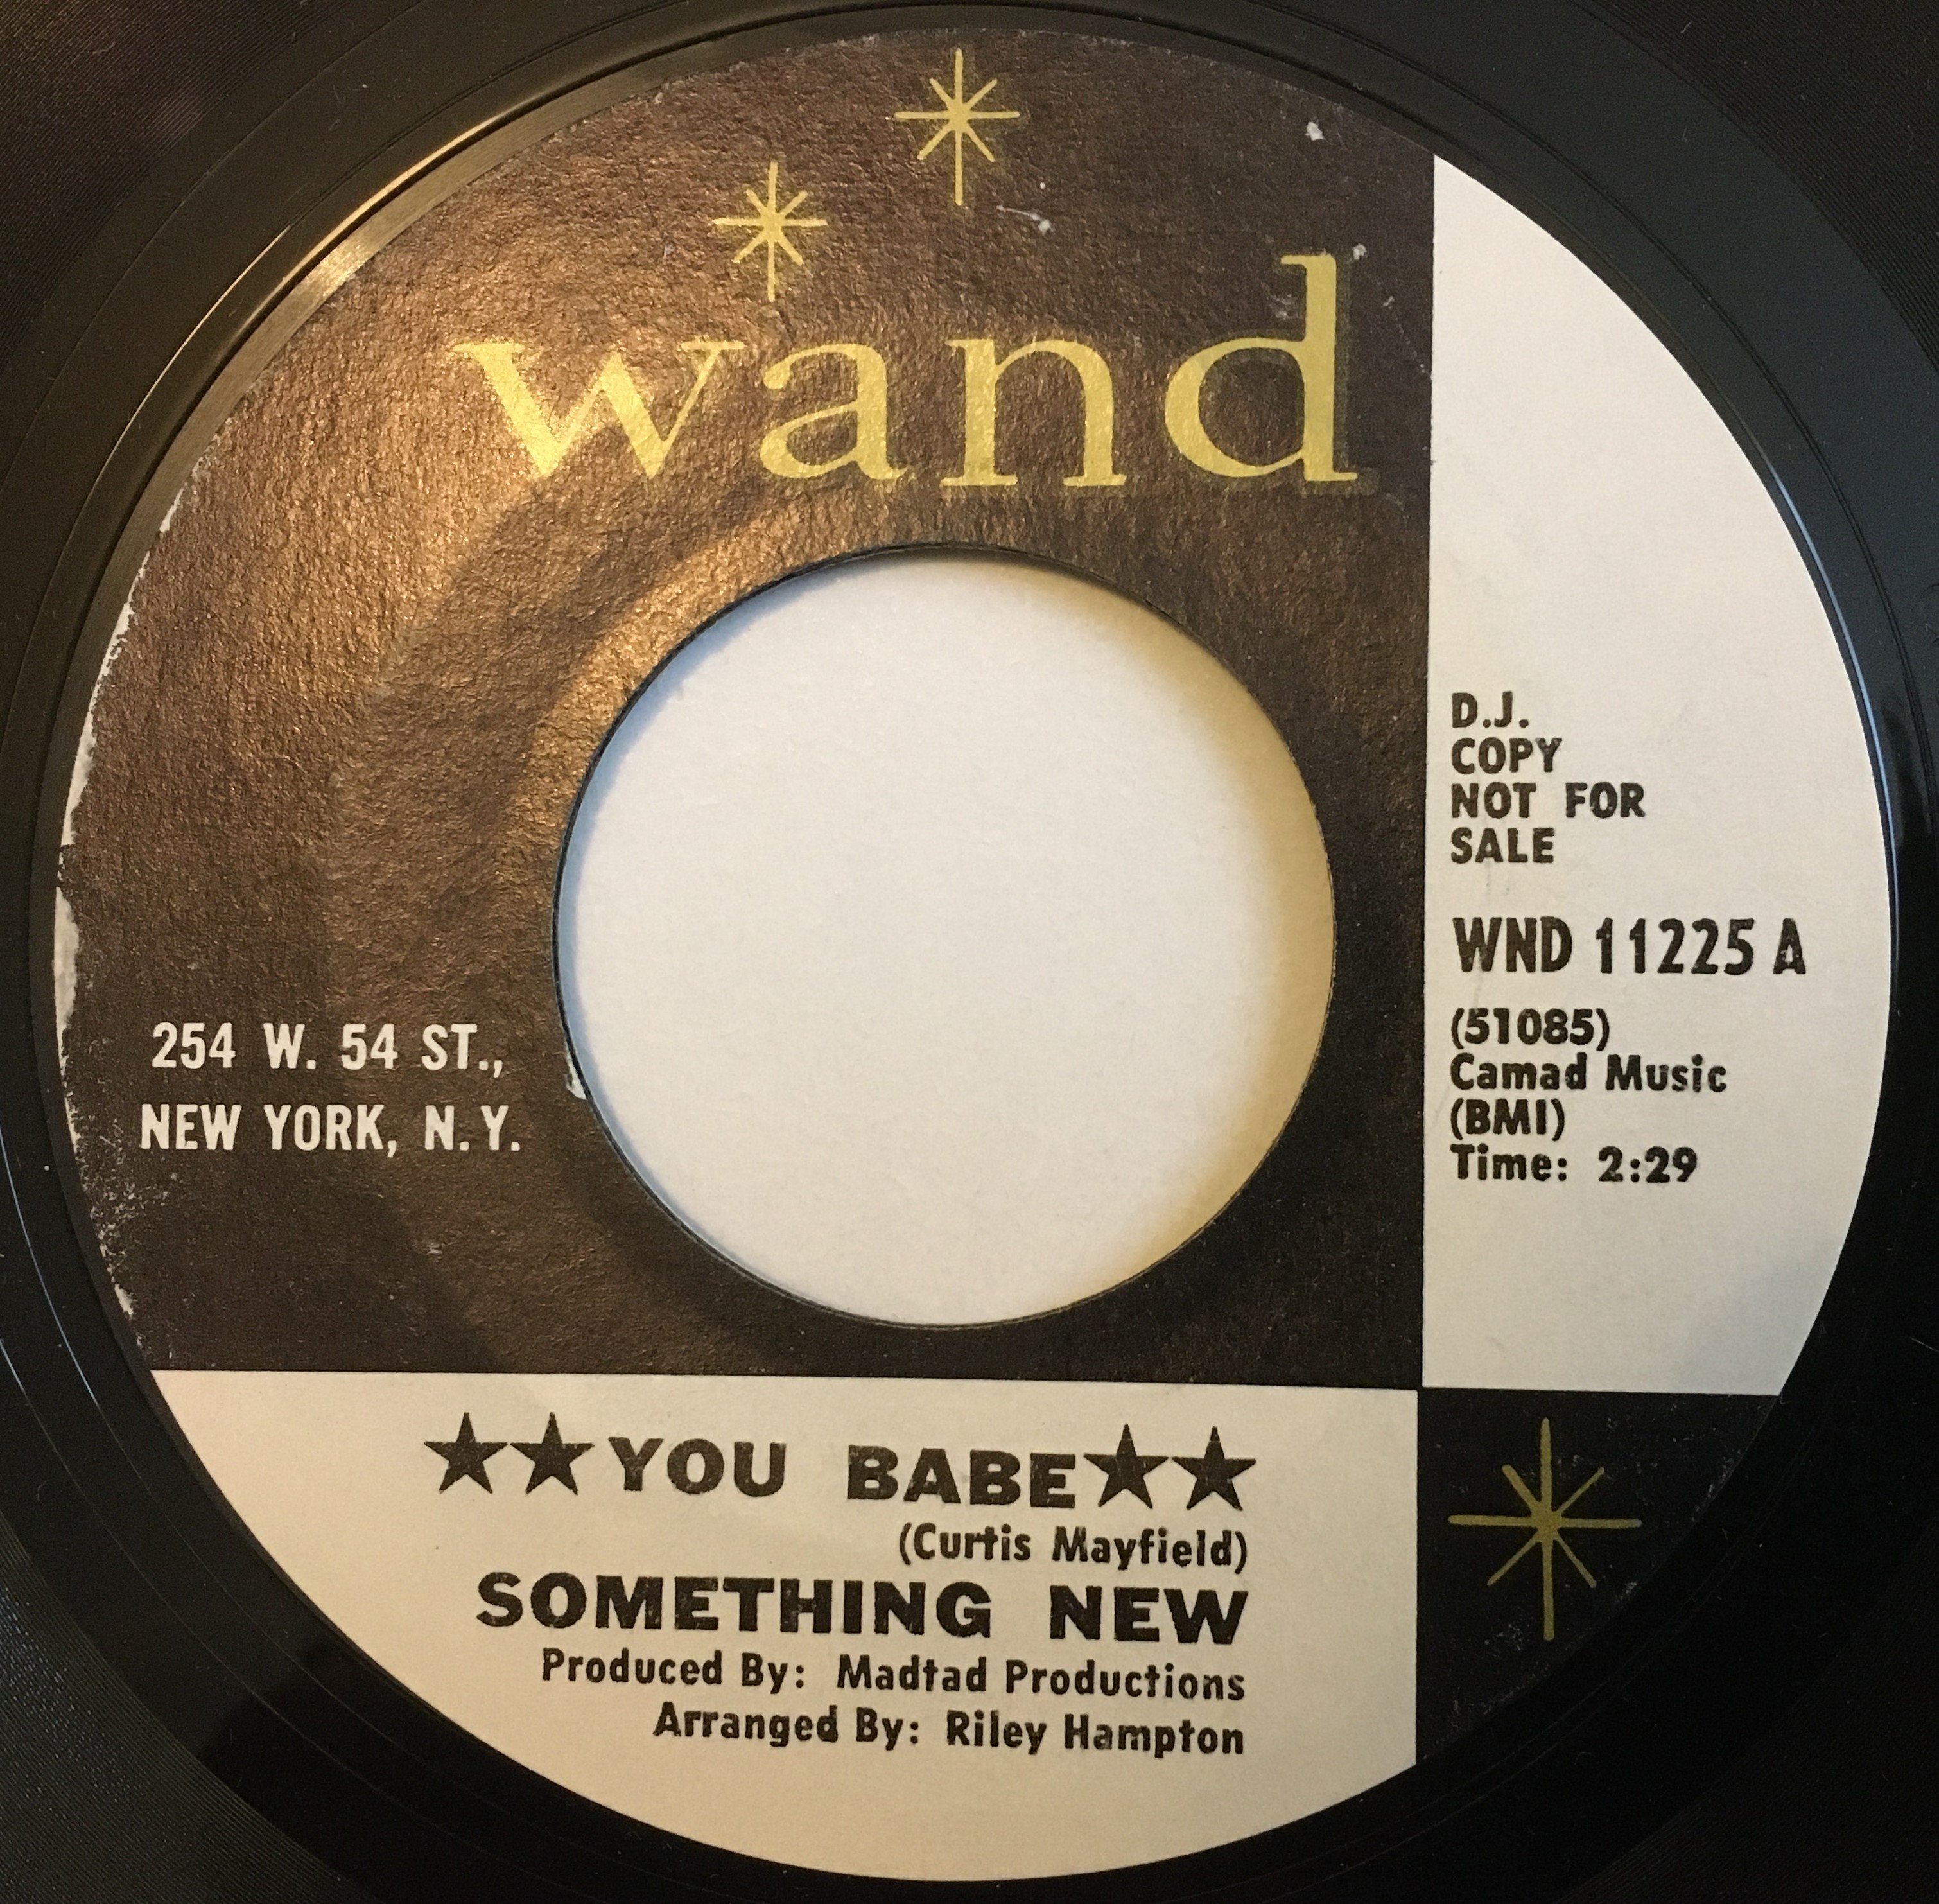 wand
D.J.
COPY
NOT FOR
SALE
WND 11225 A
(51085)
Camad Music
(BMI)
Time: 2:29
254 W. 54 ST.,
NEW YORK, N.Y.
★★YOU BABE★★
(Curtis Mayfield)
SOMETHING NEW
Produced By: Madtad Productions
Arranged By: Riley Hampton